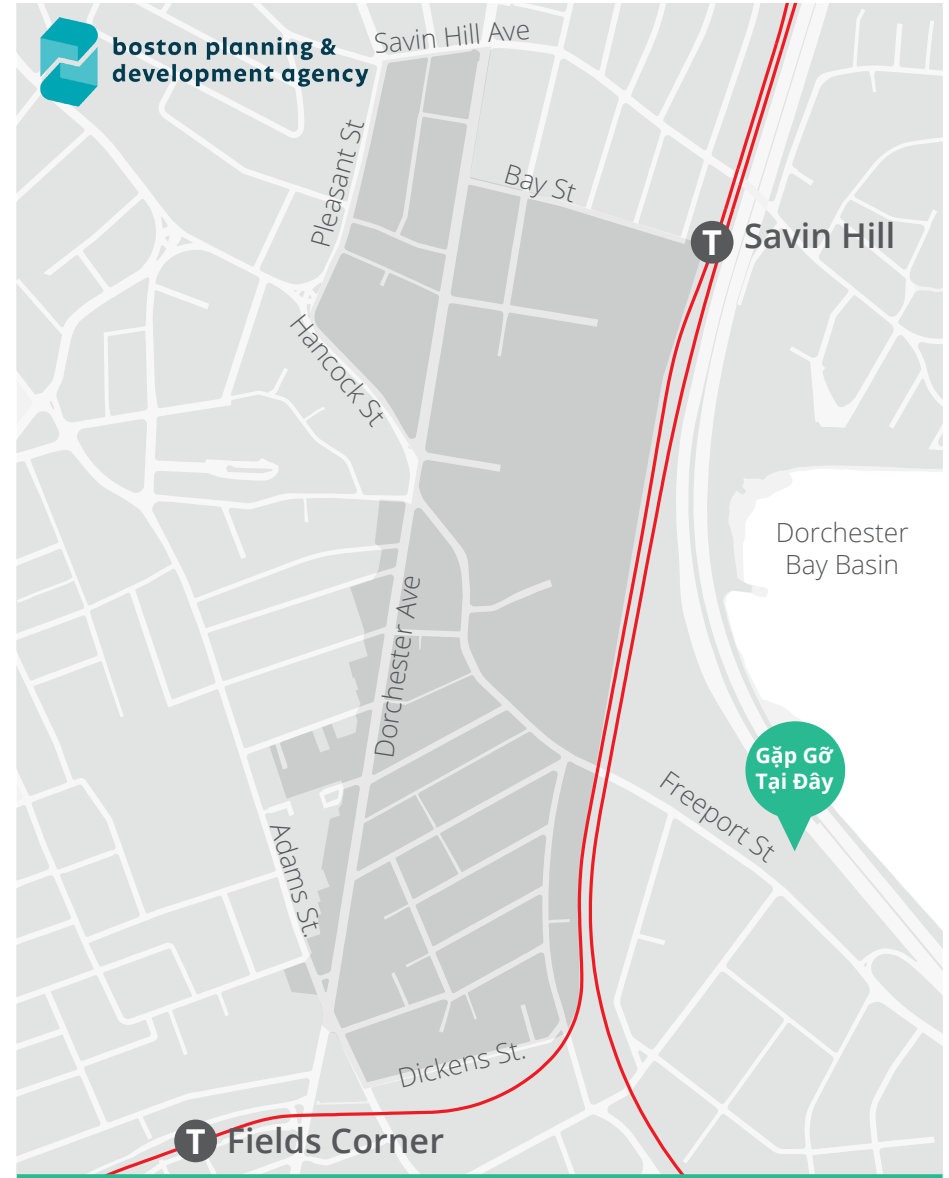 boston planning &
development agency
Savin Hill Ave
Pleasant St
Bay St
T
Savin Hill
Hancock St
Dorchester
Bay Basin
Dorchester Ave
Gặp Gỡ
Tại Đây
Freeport St
Adams St.
Dickens St.
T
Fields Corner